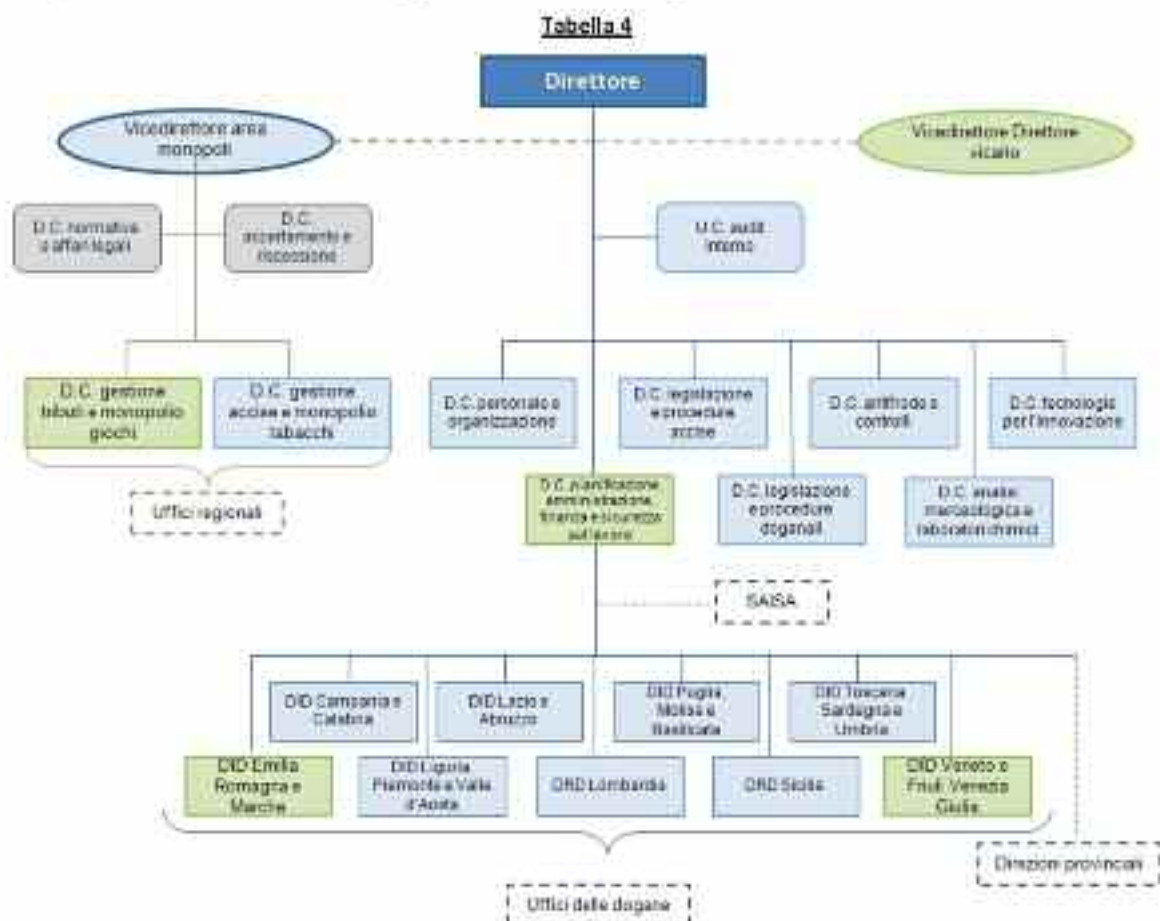 Tabella 4
Direttore
Vicedirettore area
monopoli
Vicedirettore Direttore
vicario
D.C. normativa
e affari legali
D.C.
accertamento e
riscossione
U.C. audit
interno
D.C. gestione
tributi e monopolio
giochi
D.C. gestione
accise e monopolio
tabacchi
D.C. personale e
organizzazione
D.C. legislazione
e procedure
accise
D.C. antifrode e
controlli
D.C. tecnologie
per l'innovazione
Uffici regionali
D.C. pianificazione
amministrazione,
finanza e sicurezza
sul lavoro
D.C. legislazione
e procedure
doganali
D.C. analisi
merceologica e
laboratori chimici
SAISA
DID Campania e
Calabria
DID Lazio e
Abruzzo
DID Puglia,
Molise e
Basilicata
DID Toscana
Sardegna e
Umbria
DID Emilia
Romagna e
Marche
DID Liguria
Piemonte e Valle
d'Aosta
DRD Lombardia
DRD Sicilia
DID Veneto e
Friuli Venezia
Giulia
Direzioni provinciali
Uffici delle dogane